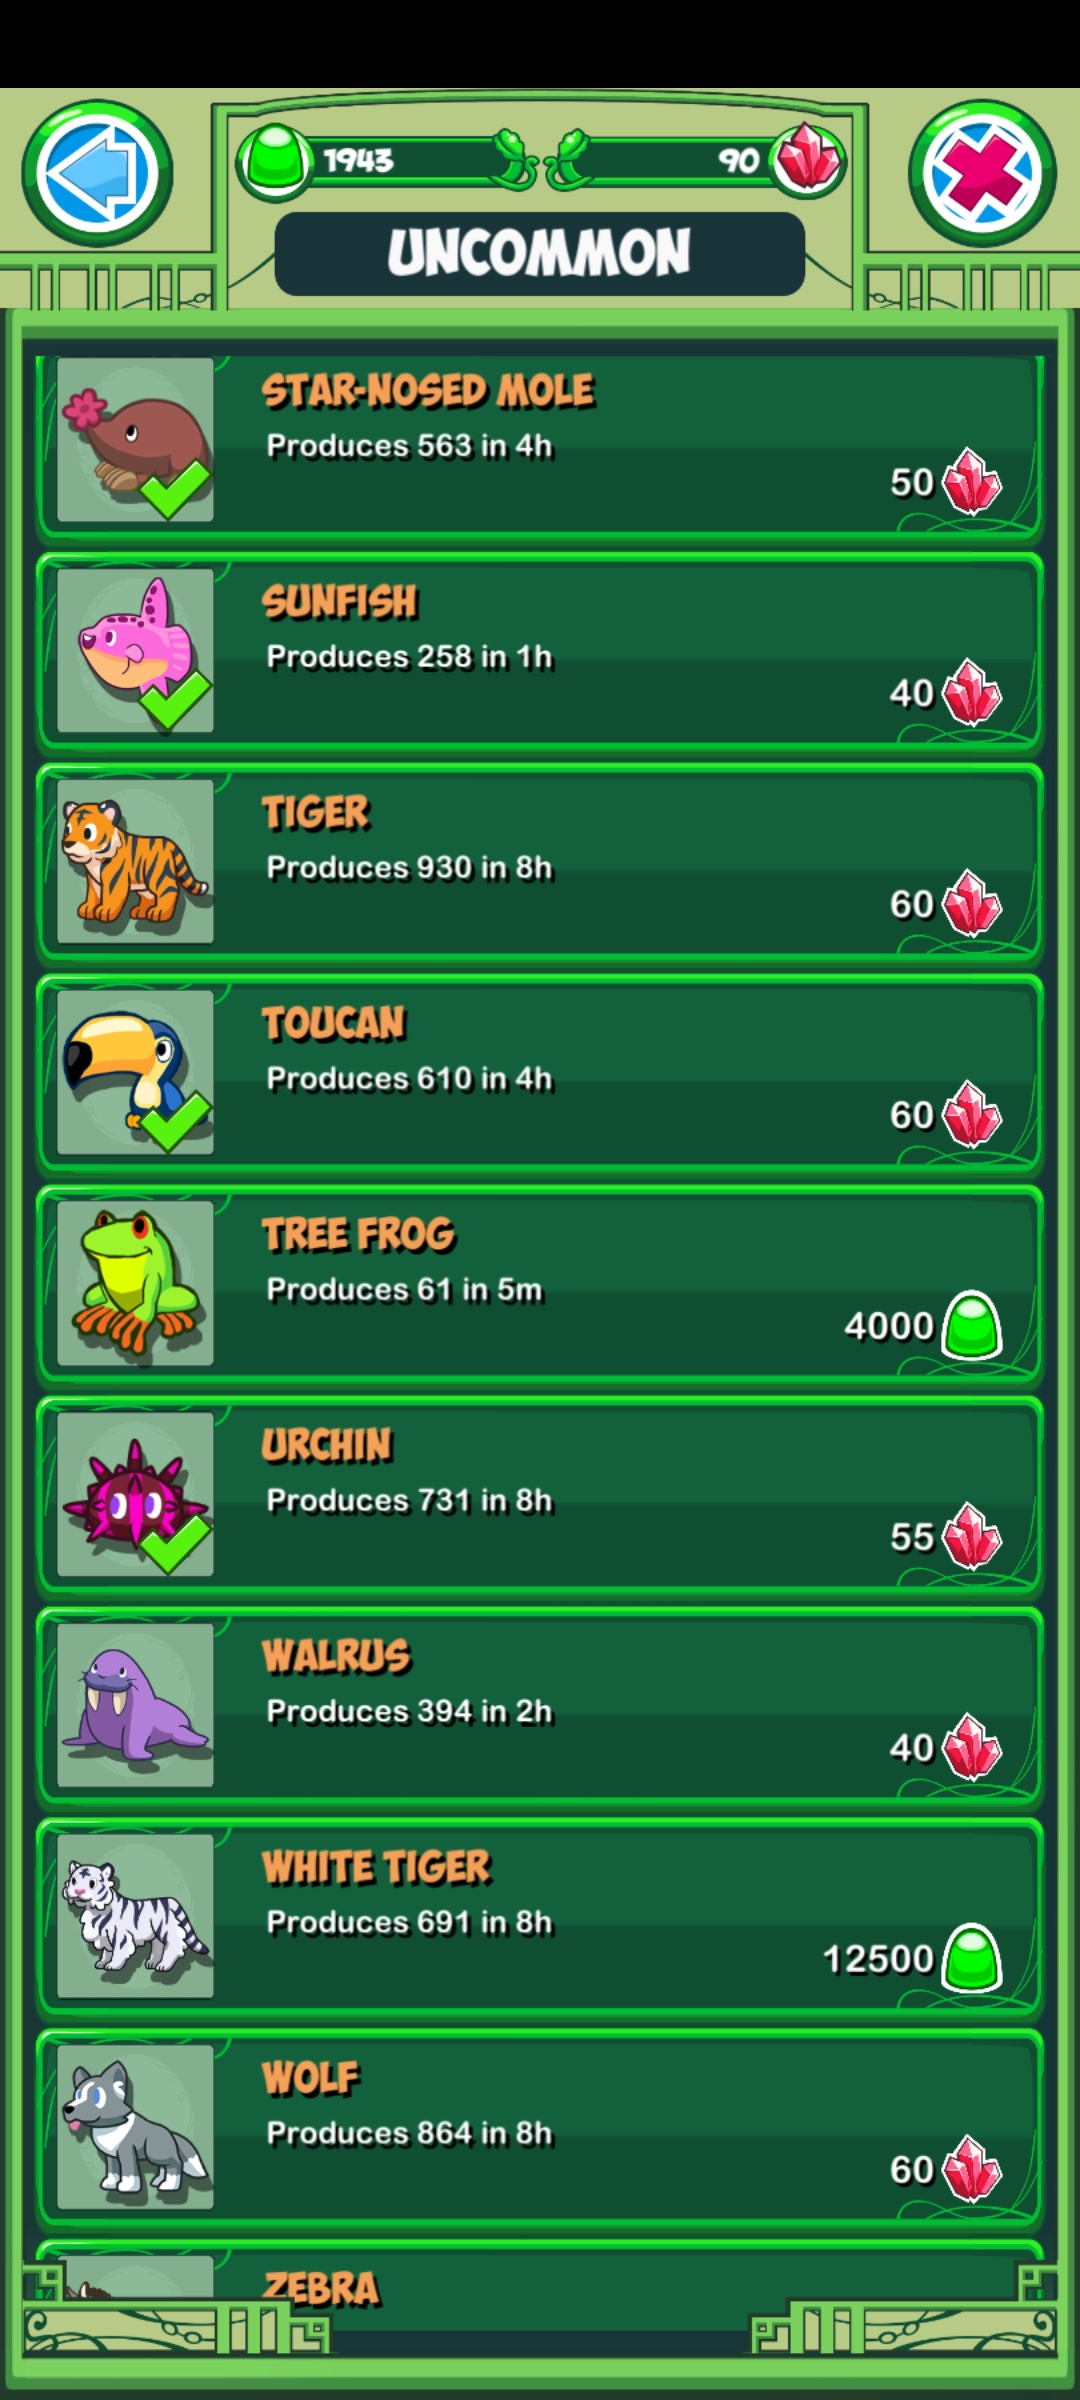 1943
90
UNCOMMON
STAR-NOSED MOLE
Produces 563 in 4h
50
SUNFISH
Produces 258 in 1h
40
TIGER
Produces 930 in 8h
60
TOUCAN
Produces 610 in 4h
60
TREE FROG
Produces 61 in 5m
4000
URCHIN
Produces 731 in 8h
55
WALRUS
Produces 394 in 2h
40
WHITE TIGER
Produces 691 in 8h
12500
WOLF
Produces 864 in 8h
60
ZEBRA